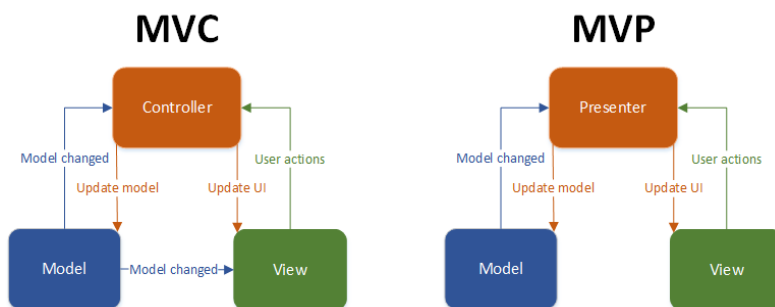 MVC
MVP
Controller
Model changed
User actions
Update model
Update UI
Model
Model changed
View
Presenter
Model changed
User actions
Update model
Update UI
Model
View